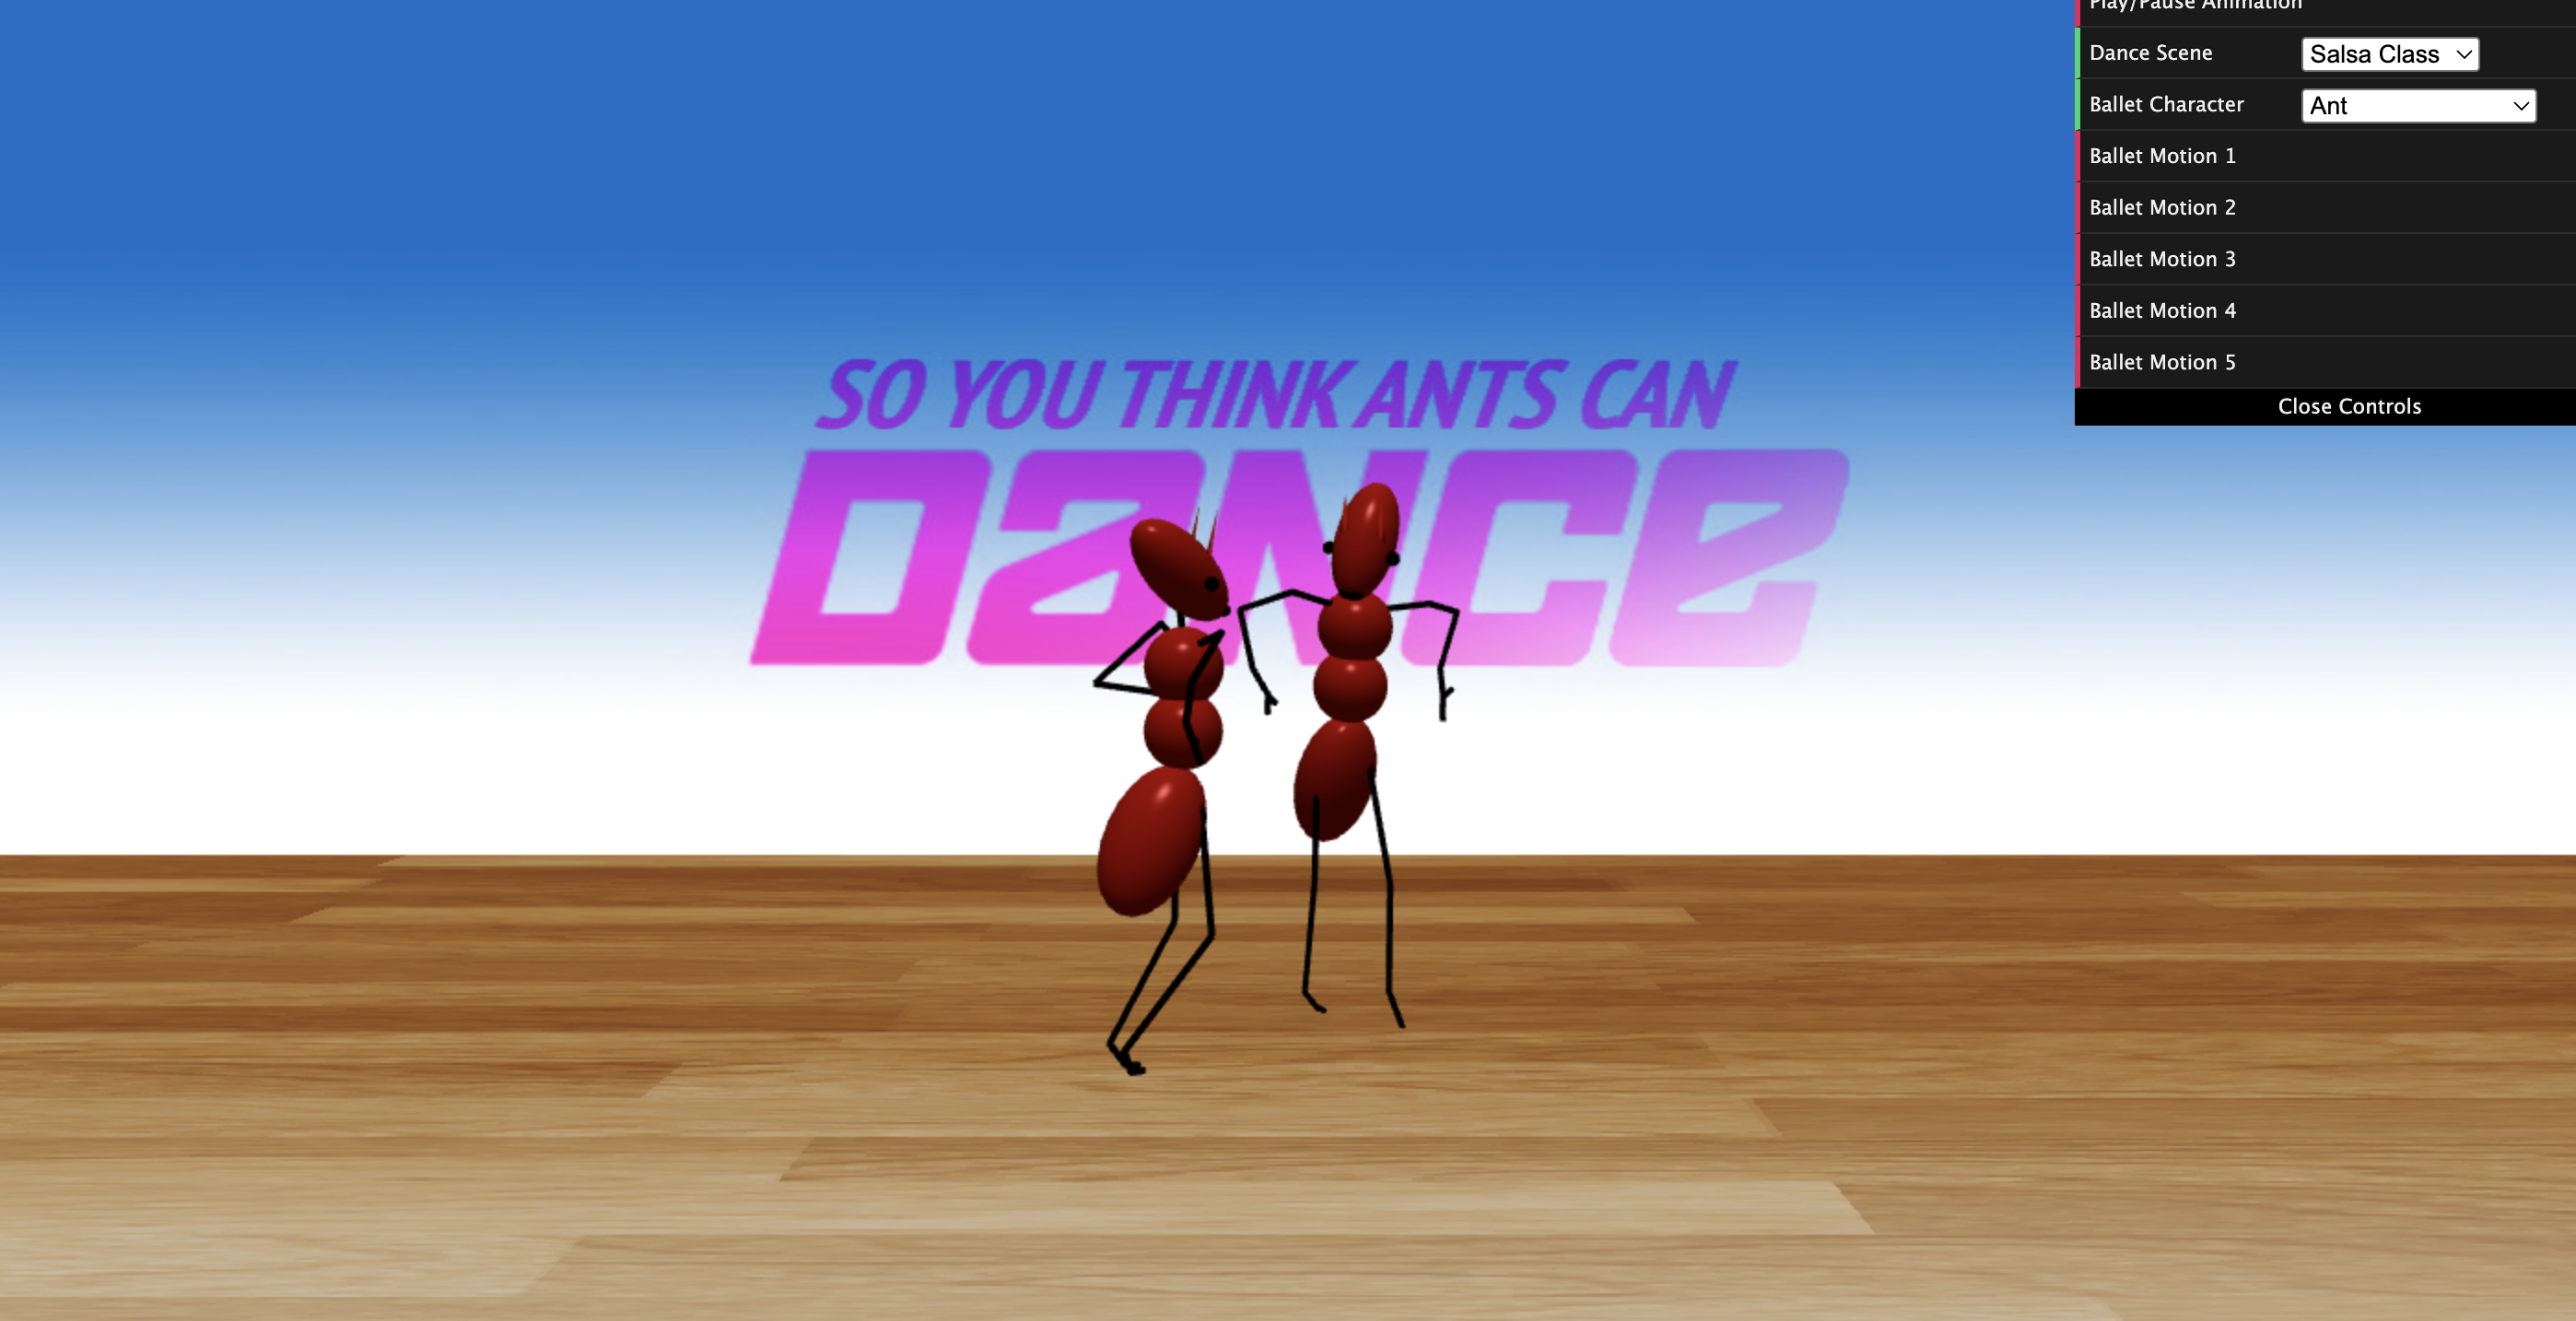 SO YOU THINK ANTS CAN
DANCE
Play/Pause Animation
Dance Scene Salsa Class
Ballet Character Ant
Ballet Motion 1
Ballet Motion 2
Ballet Motion 3
Ballet Motion 4
Ballet Motion 5
Close Controls